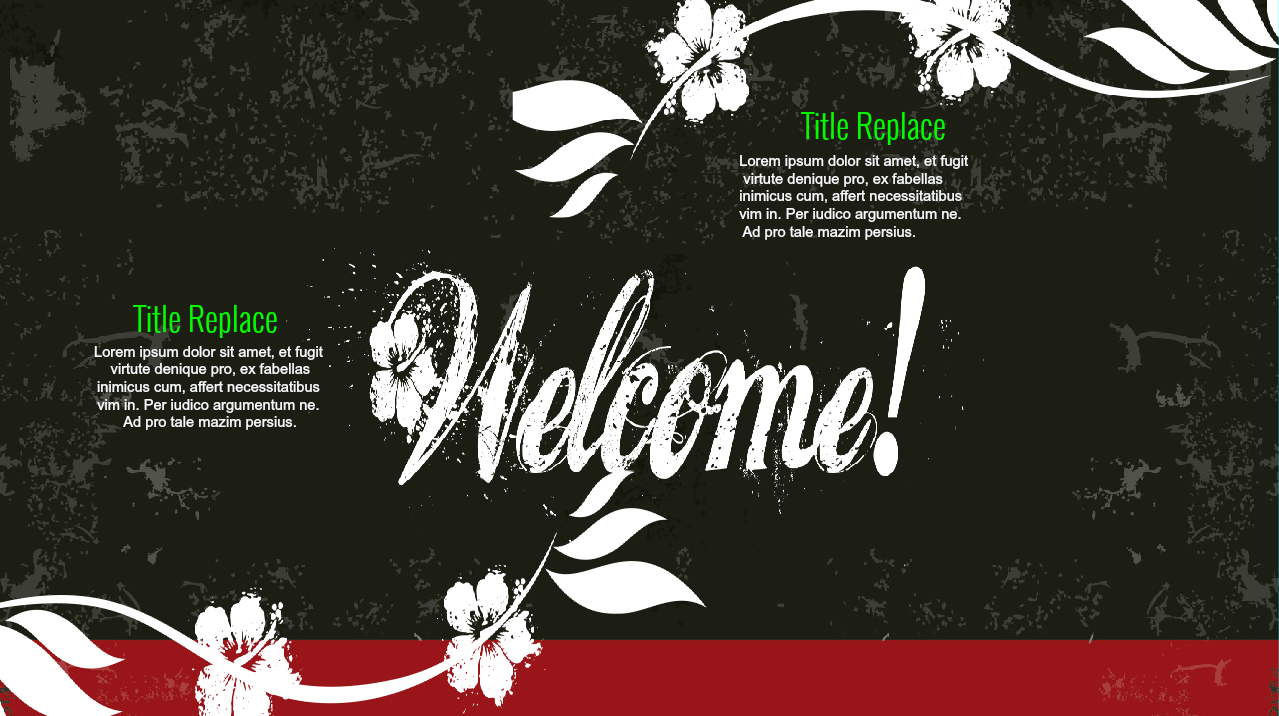 Title Replace
Lorem ipsum dolor sit amet, et fugit
virtute denique pro, ex fabellas
inimicus cum, affert necessitatibus
vim in. Per iudico argumentum ne.
Ad pro tale mazim persius.
Title Replace
Lorem ipsum dolor sit amet, et fugit
virtute denique pro, ex fabellas
inimicus cum, affert necessitatibus
vim in. Per iudico argumentum ne.
Ad pro tale mazim persius.
Welcome!